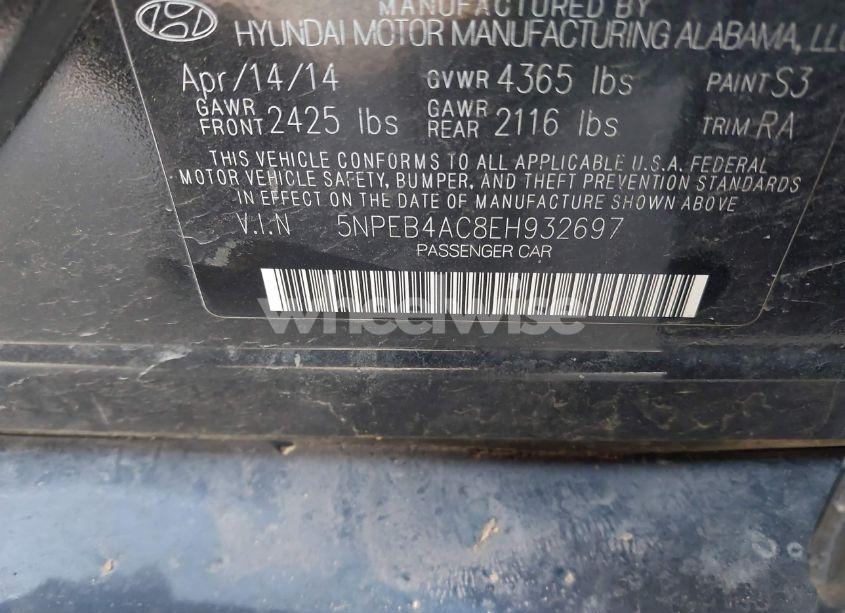 MANUFACTURED BY
HYUNDAI MOTOR MANUFACTURING ALABAMA, LLC
Apr/14/14 GVWR 4365 lbs PAINT S3
GAWR FRONT 2425 lbs GAWR REAR 2116 lbs TRIM RA
THIS VEHICLE CONFORMS TO ALL APPLICABLE U.S.A. FEDERAL
MOTOR VEHICLE SAFETY, BUMPER, AND THEFT PREVENTION STANDARDS
IN EFFECT ON THE DATE OF MANUFACTURE SHOWN ABOVE
V.I.N 5NPEB4AC8EH932697
PASSENGER CAR
wheelwise